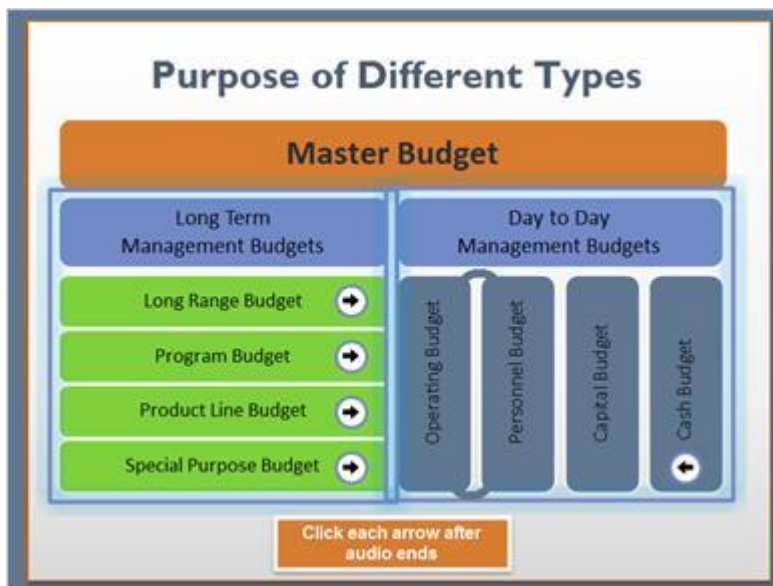 Purpose of Different Types
Master Budget
Long Term
Management Budgets
Long Range Budget
Program Budget
Product Line Budget
Special Purpose Budget
Day to Day
Management Budgets
Operating Budget
Personnel Budget
Capital Budget
Cash Budget
Click each arrow after
audio ends